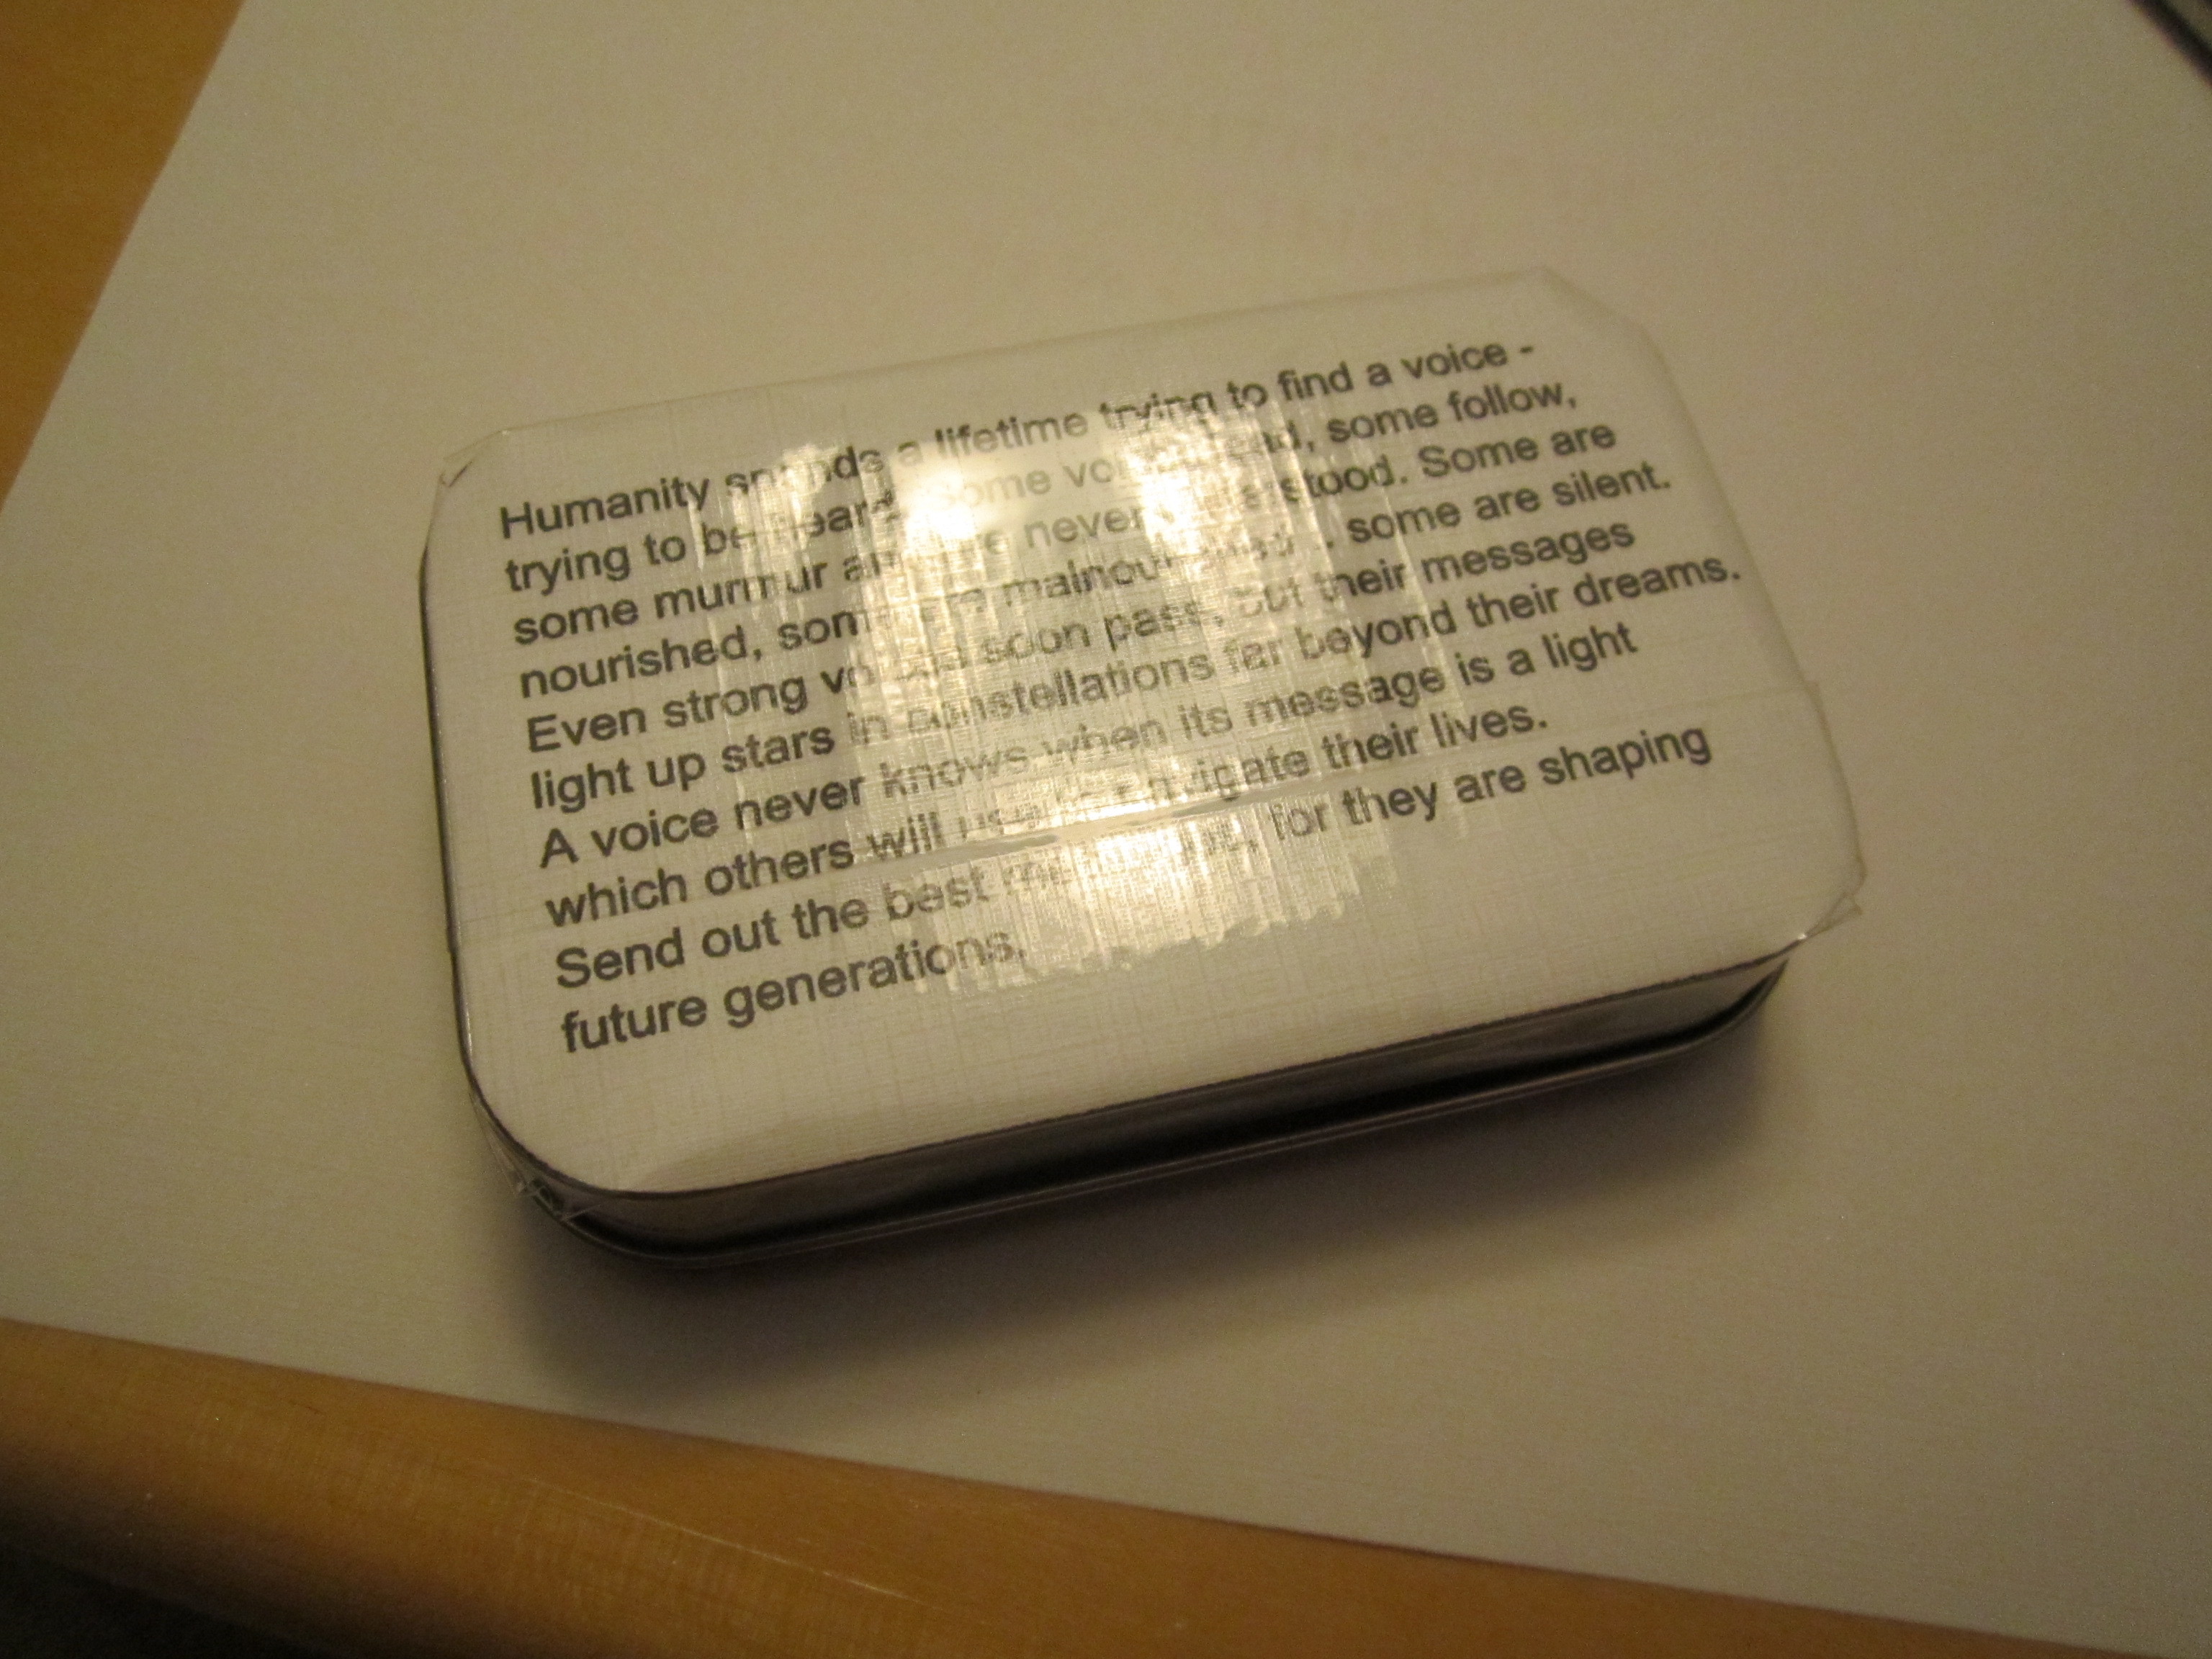 Humanity spends a lifetime trying to find a voice -
trying to be heard. Some voices lead, some follow,
some murmur and are never understood. Some are
nourished, some are malnourished, some are silent.
Even strong voices soon pass, but their messages
light up stars in constellations far beyond their dreams.
A voice never knows when its message is a light
which others will use to navigate their lives.
Send out the best for they are shaping
future generations.